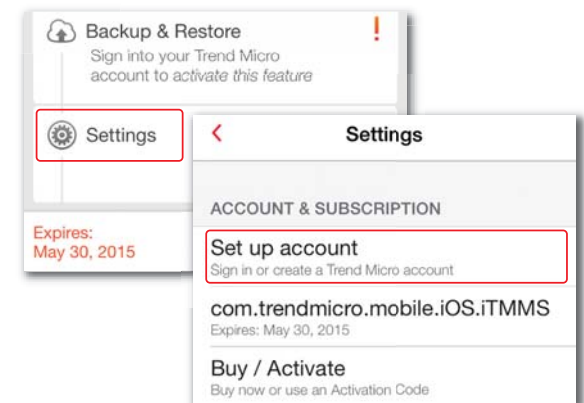 Backup & Restore
!
Sign into your Trend Micro
account to activate this feature
Settings
Expires:
May 30, 2015
Settings
ACCOUNT & SUBSCRIPTION
Set up account
Sign in or create a Trend Micro account
com.trendmicro.mobile.iOS.iTMMS
Expires: May 30, 2015
Buy / Activate
Buy now or use an Activation Code